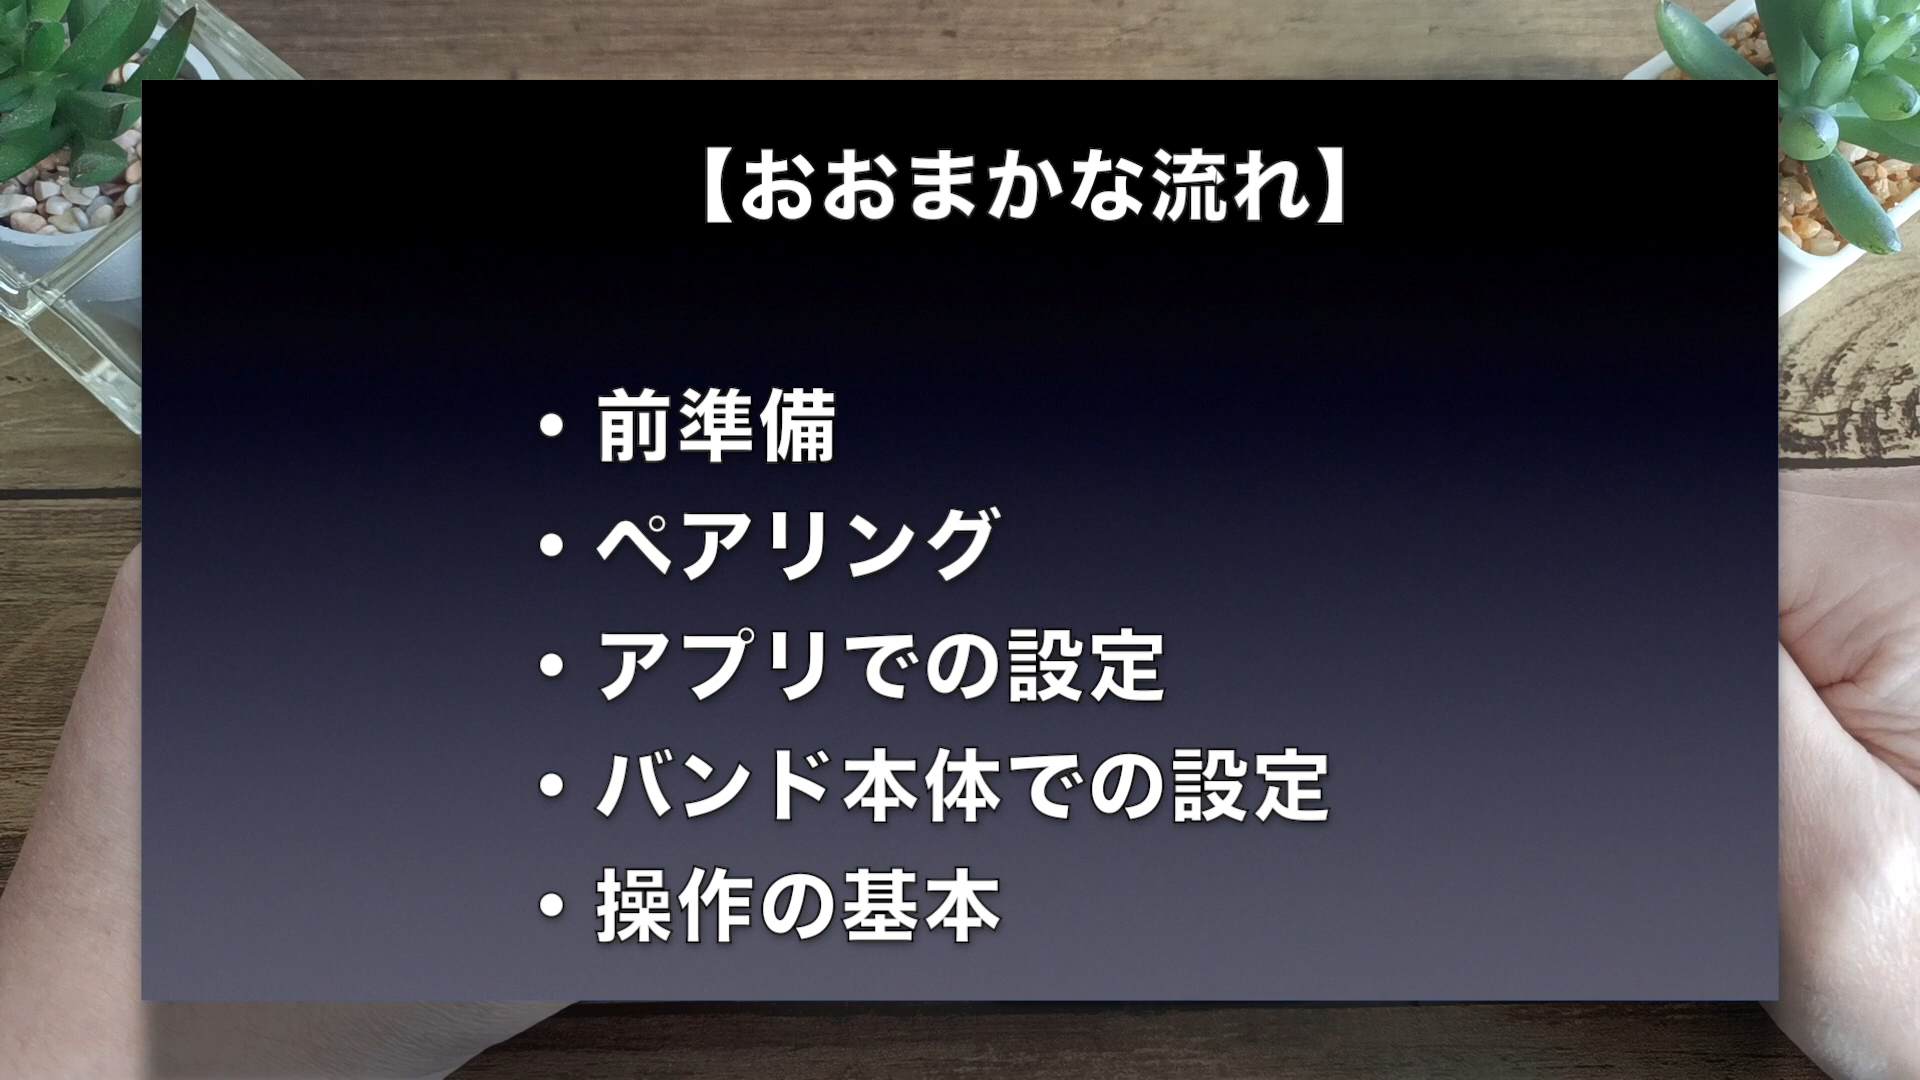 【おおまかな流れ】
・前準備
・ペアリング
・アプリでの設定
・バンド本体での設定
・操作の基本